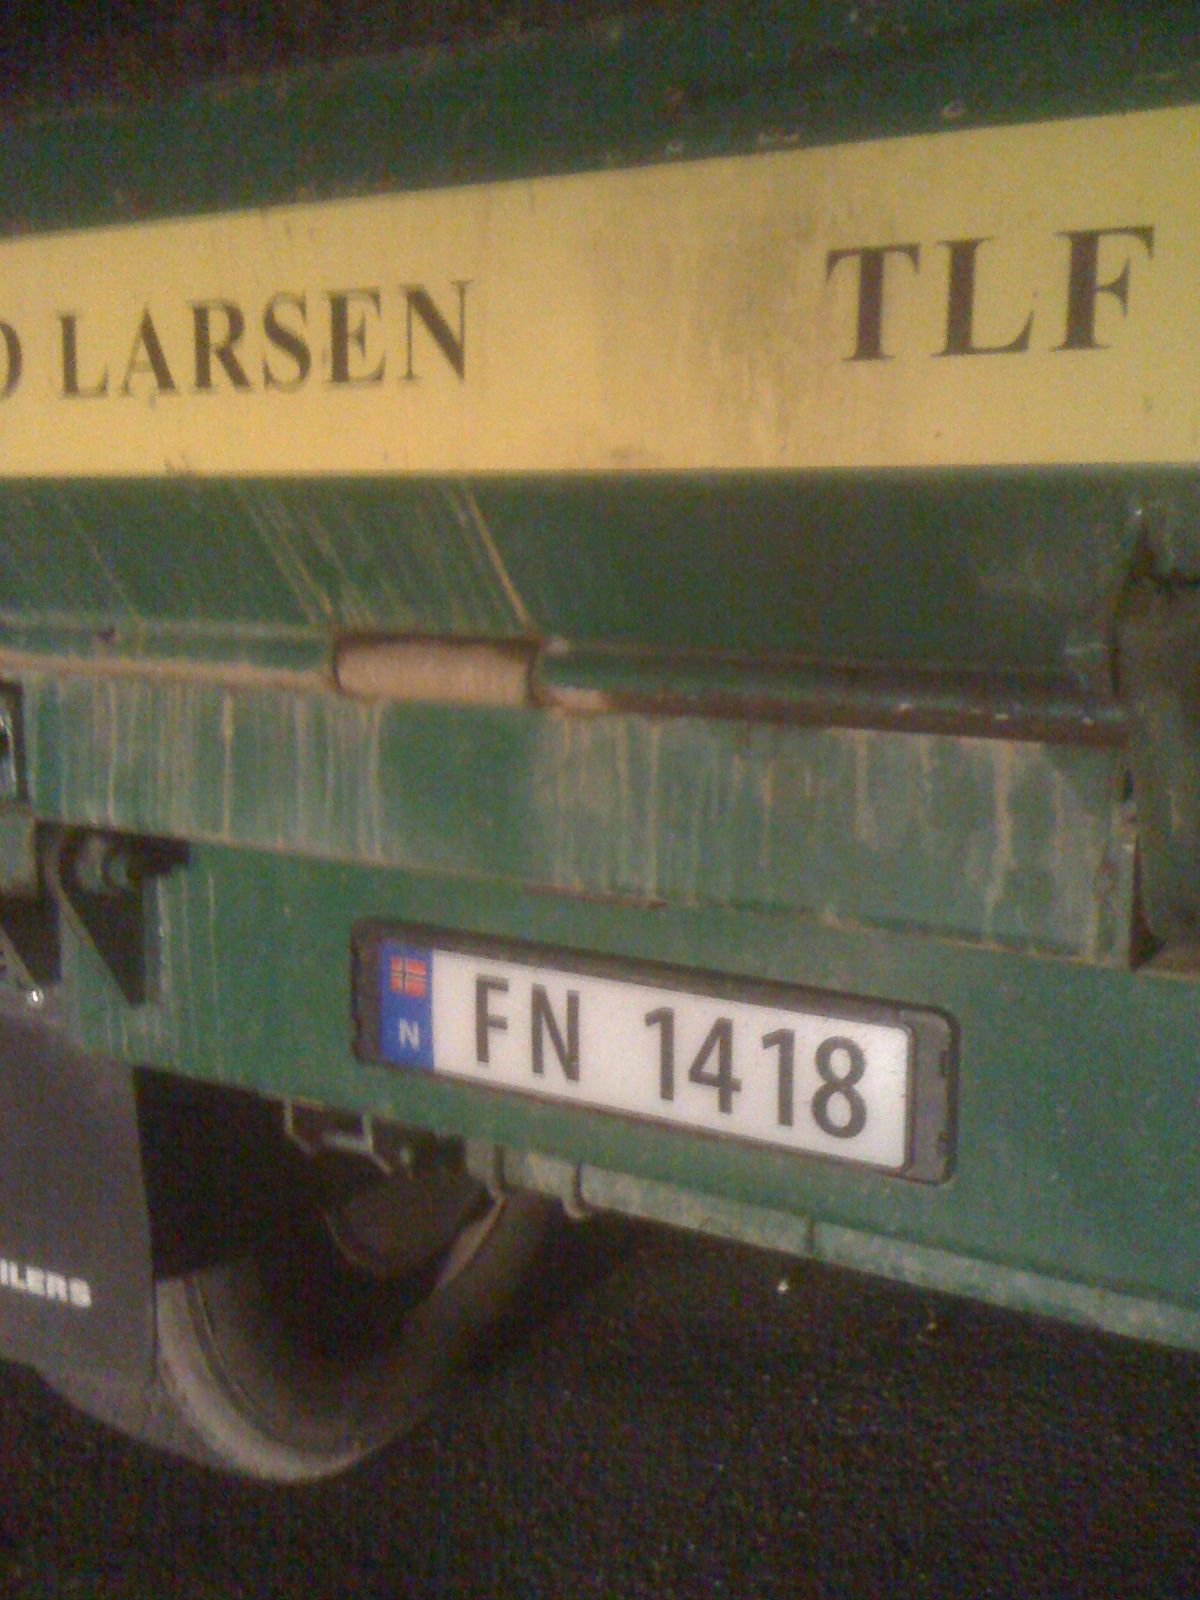 LARSEN TLF
N FN 1418